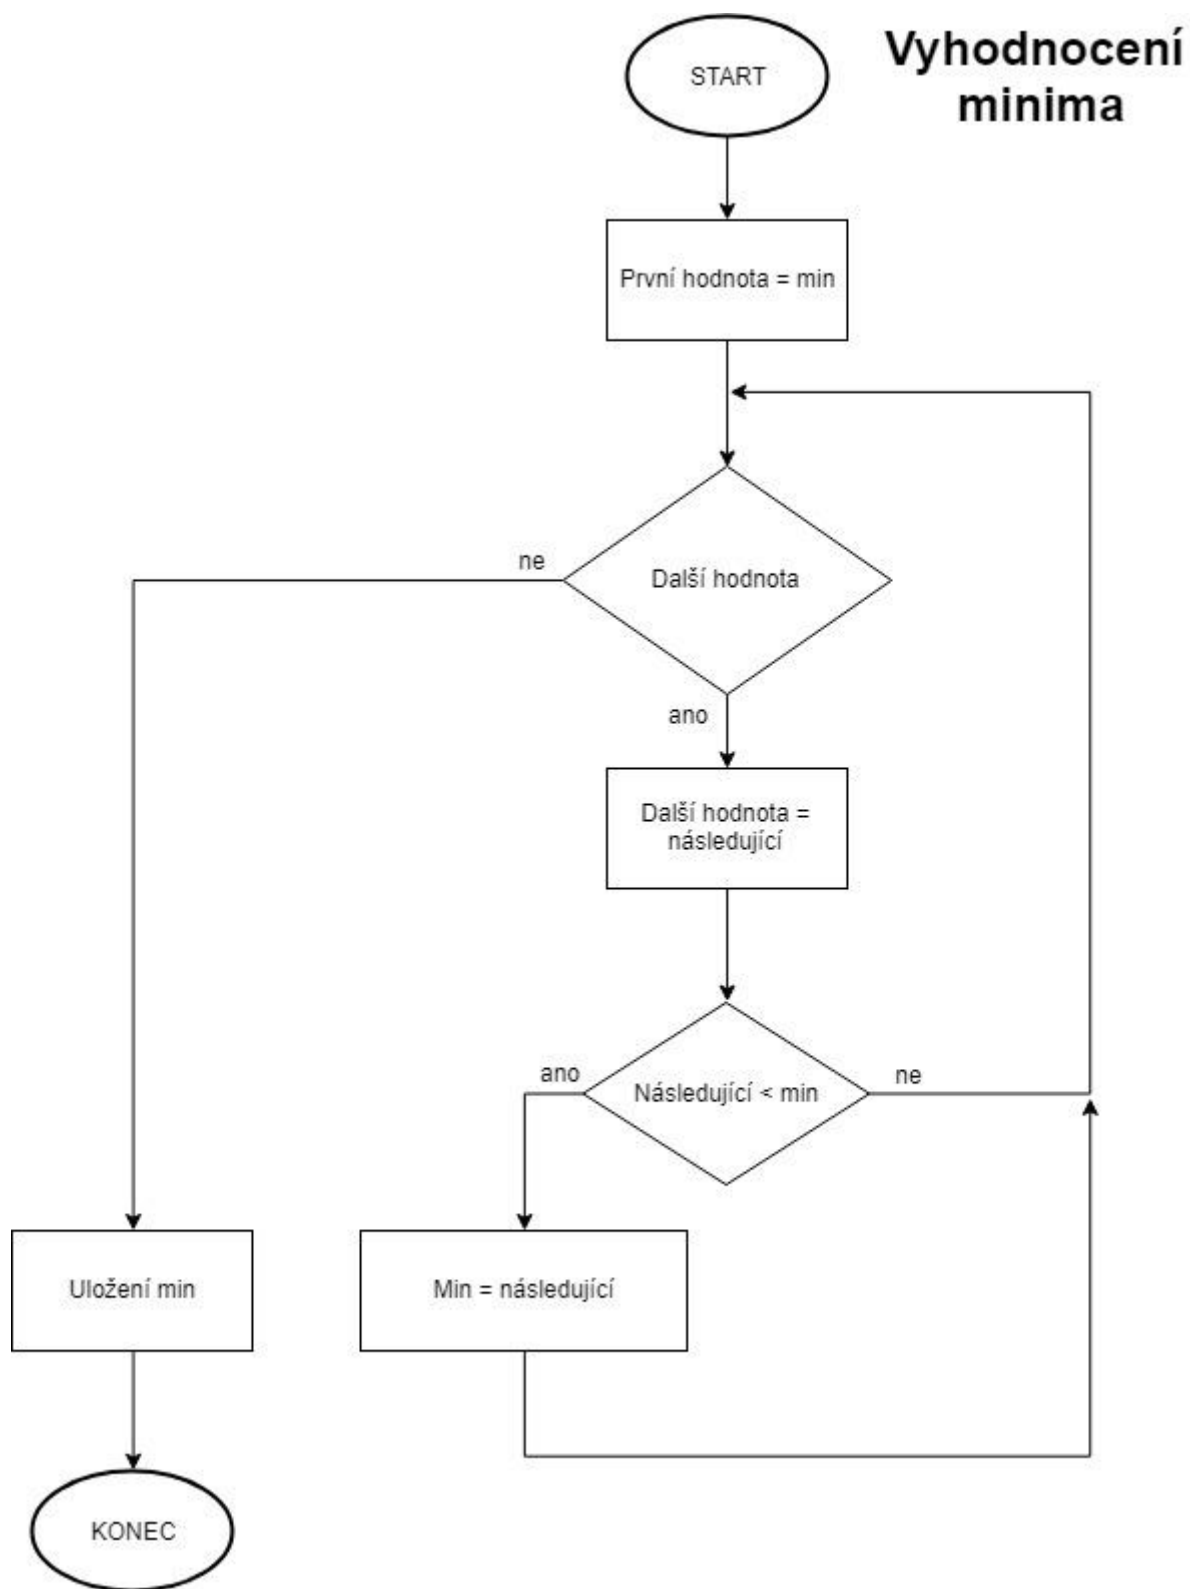 Vyhodnocení
minima
START
První hodnota = min
Další hodnota
ne
ano
Další hodnota =
následující
Následující < min
ano
ne
Min = následující
Uložení min
KONEC